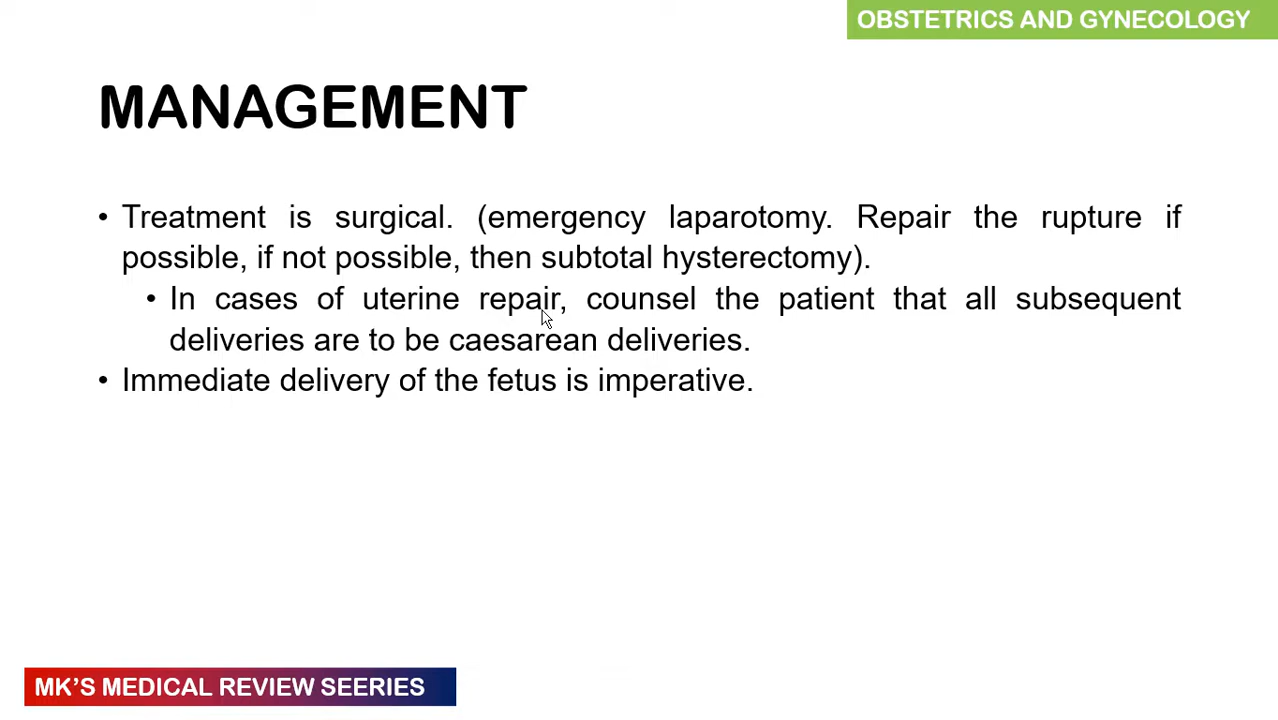 OBSTETRICS AND GYNECOLOGY
MANAGEMENT
• Treatment is surgical. (emergency laparotomy. Repair the rupture if
possible, if not possible, then subtotal hysterectomy).
• In cases of uterine repair, counsel the patient that all subsequent
deliveries are to be caesarean deliveries.
• Immediate delivery of the fetus is imperative.
MK'S MEDICAL REVIEW SEERIES